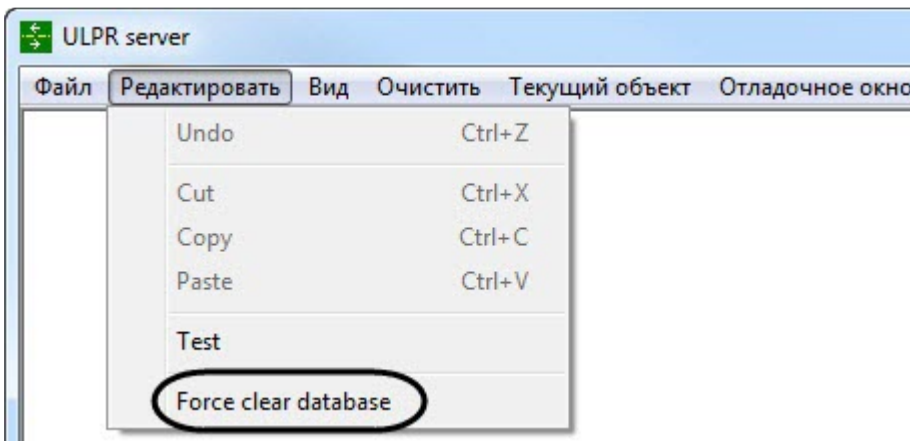 ULPR server
Файл Редактировать Вид Очистить Текущий объект Отладочное окно
Undo Ctrl+Z
Cut Ctrl+X
Copy Ctrl+C
Paste Ctrl+V
Test
Force clear database